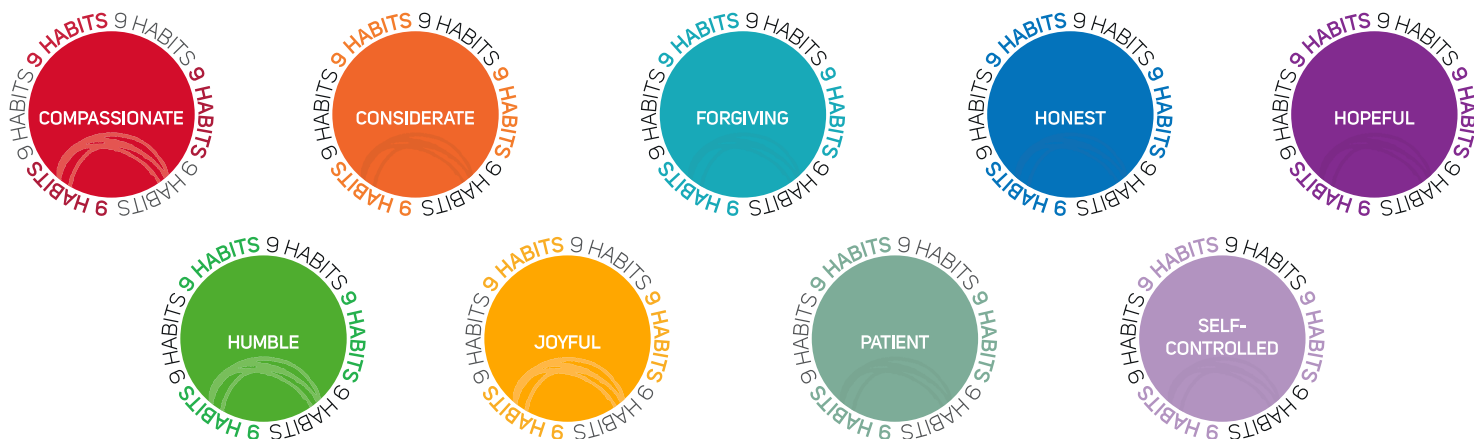 9 HABITS 9 HABITS 9 HABITS 9 HABITS 9 HABITS 9 HABITS
COMPASSIONATE
9 HABITS 9 HABITS 9 HABITS 9 HABITS 9 HABITS 9 HABITS
CONSIDERATE
9 HABITS 9 HABITS 9 HABITS 9 HABITS 9 HABITS 9 HABITS
FORGIVING
9 HABITS 9 HABITS 9 HABITS 9 HABITS 9 HABITS 9 HABITS
HONEST
9 HABITS 9 HABITS 9 HABITS 9 HABITS 9 HABITS 9 HABITS
HOPEFUL
9 HABITS 9 HABITS 9 HABITS 9 HABITS 9 HABITS 9 HABITS
HUMBLE
9 HABITS 9 HABITS 9 HABITS 9 HABITS 9 HABITS 9 HABITS
JOYFUL
9 HABITS 9 HABITS 9 HABITS 9 HABITS 9 HABITS 9 HABITS
PATIENT
9 HABITS 9 HABITS 9 HABITS 9 HABITS 9 HABITS 9 HABITS
SELF-
CONTROLLED